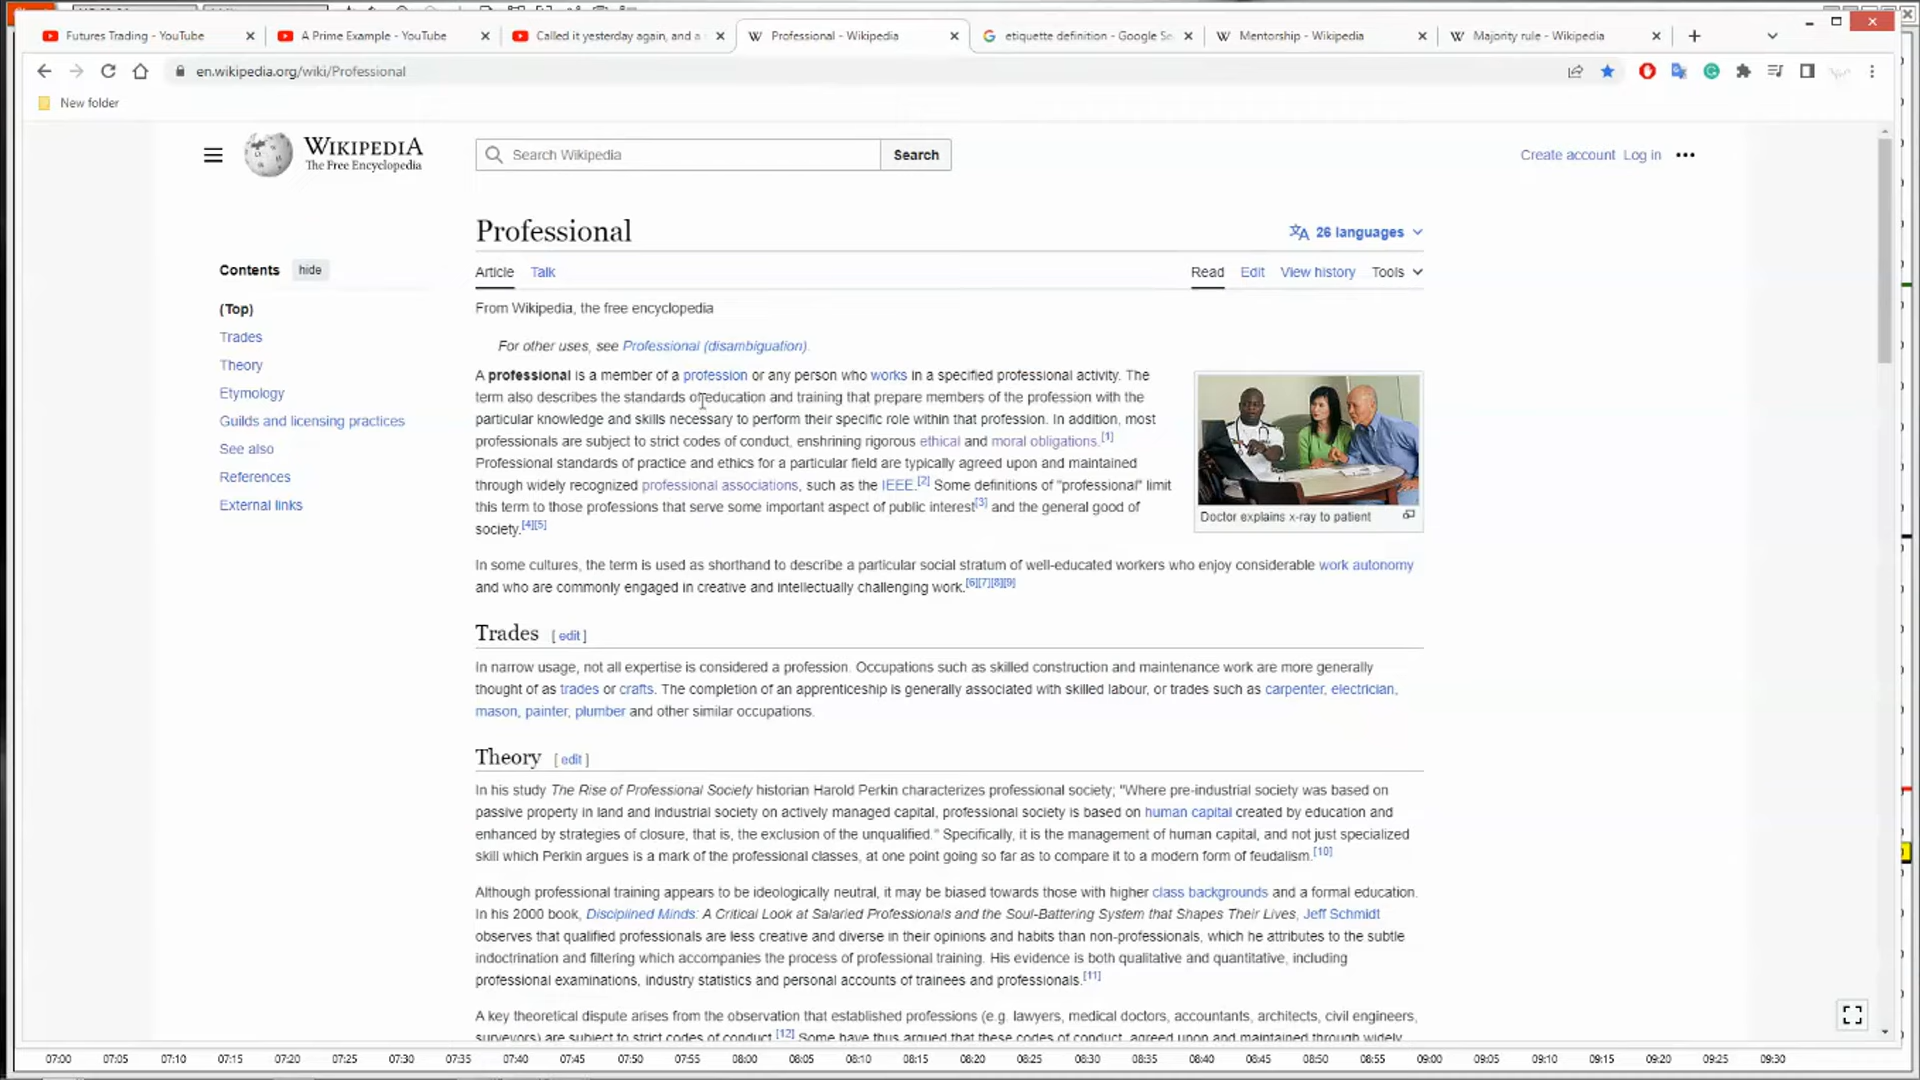 Futures Trading - YouTube
A Prime Example - YouTube
Called it yesterday again, and a s
Professional - Wikipedia
etiquette definition - Google Se
Mentorship - Wikipedia
Majority rule - Wikipedia
en.wikipedia.org/wiki/Professional
New folder
WIKIPEDIA
The Free Encyclopedia
Search Wikipedia
Search
Create account Log in
Professional
26 languages
Contents hide
(Top)
Trades
Theory
Etymology
Guilds and licensing practices
See also
References
External links
Article Talk
Read Edit View history Tools
From Wikipedia, the free encyclopedia
For other uses, see Professional (disambiguation).
A professional is a member of a profession or any person who works in a specified professional activity. The
term also describes the standards of education and training that prepare members of the profession with the
particular knowledge and skills necessary to perform their specific role within that profession. In addition, most
professionals are subject to strict codes of conduct, enshrining rigorous ethical and moral obligations.[1]
Professional standards of practice and ethics for a particular field are typically agreed upon and maintained
through widely recognized professional associations, such as the IEEE.[2] Some definitions of "professional" limit
this term to those professions that serve some important aspect of public interest[3] and the general good of
society.[4][5]
Doctor explains x-ray to patient
In some cultures, the term is used as shorthand to describe a particular social stratum of well-educated workers who enjoy considerable work autonomy
and who are commonly engaged in creative and intellectually challenging work.[6][7][8][9]
Trades [ edit ]
In narrow usage, not all expertise is considered a profession. Occupations such as skilled construction and maintenance work are more generally
thought of as trades or crafts. The completion of an apprenticeship is generally associated with skilled labour, or trades such as carpenter, electrician,
mason, painter, plumber and other similar occupations.
Theory [ edit ]
In his study The Rise of Professional Society historian Harold Perkin characterizes professional society; "Where pre-industrial society was based on
passive property in land and industrial society on actively managed capital, professional society is based on human capital created by education and
enhanced by strategies of closure, that is, the exclusion of the unqualified." Specifically, it is the management of human capital, and not just specialized
skill which Perkin argues is a mark of the professional classes, at one point going so far as to compare it to a modern form of feudalism.[10]
Although professional training appears to be ideologically neutral, it may be biased towards those with higher class backgrounds and a formal education.
In his 2000 book, Disciplined Minds: A Critical Look at Salaried Professionals and the Soul-Battering System that Shapes Their Lives, Jeff Schmidt
observes that qualified professionals are less creative and diverse in their opinions and habits than non-professionals, which he attributes to the subtle
indoctrination and filtering which accompanies the process of professional training. His evidence is both qualitative and quantitative, including
professional examinations, industry statistics and personal accounts of trainees and professionals.[11]
A key theoretical dispute arises from the observation that established professions (e.g. lawyers, medical doctors, accountants, architects, civil engineers,
surveyors) are subject to strict codes of conduct.[12] Some have thus argued that these codes of conduct, agreed upon and maintained through widely
07:00 07:05 07:10 07:15 07:20 07:25 07:30 07:35 07:40 07:45 07:50 07:55 08:00 08:05 08:10 08:15 08:20 08:25 08:30 08:35 08:40 08:45 08:50 08:55 09:00 09:05 09:10 09:15 09:20 09:25 09:30